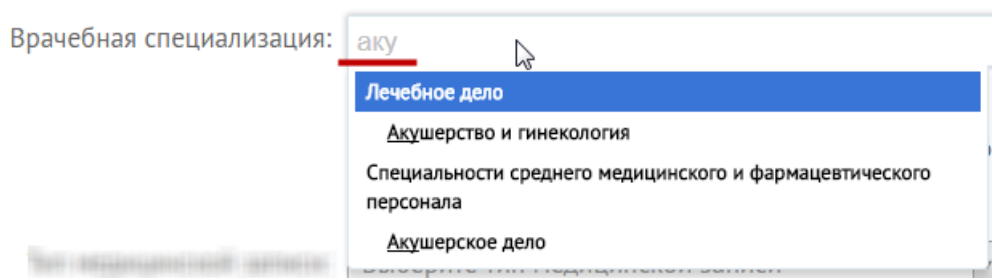 Врачебная специализация: аку
Лечебное дело
Акушерство и гинекология
Специальности среднего медицинского и фармацевтического
персонала
Акушерское дело